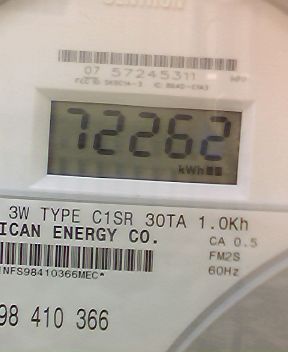 CENTRON
07 57245311
72262
kWh
3W TYPE C1SR 30TA 1.0Kh
ICAN ENERGY CO.
CA 0.5
FM2S
60Hz
INFS98410366MEC*
98 410 366